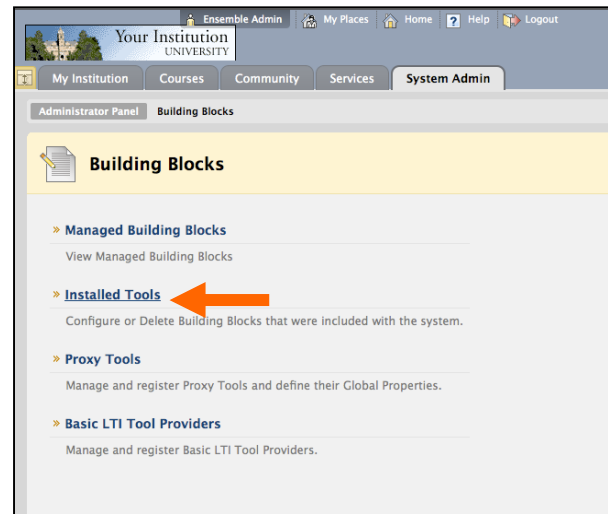 Ensemble Admin My Places Home ? Help Logout
Your Institution
UNIVERSITY
My Institution Courses Community Services System Admin
Administrator Panel Building Blocks
Building Blocks
» Managed Building Blocks
View Managed Building Blocks
» Installed Tools
Configure or Delete Building Blocks that were included with the system.
» Proxy Tools
Manage and register Proxy Tools and define their Global Properties.
» Basic LTI Tool Providers
Manage and register Basic LTI Tool Providers.